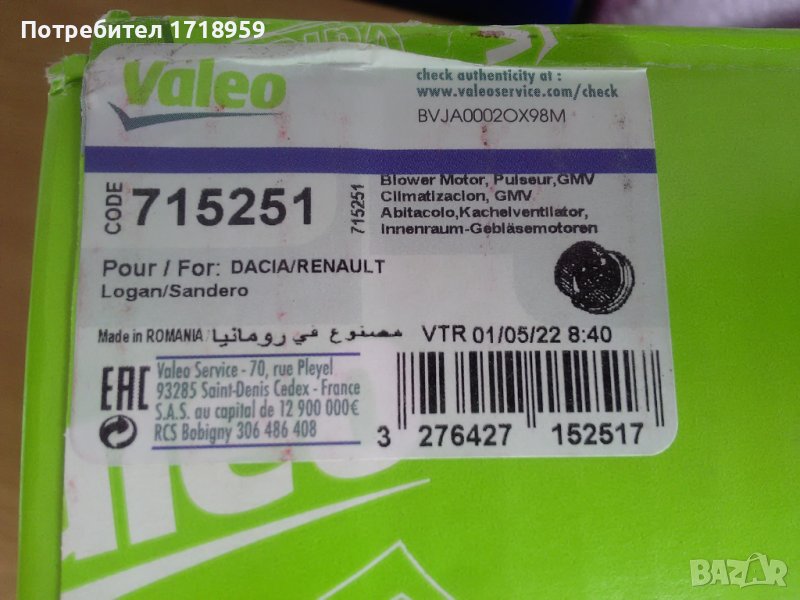 Потребител 1718959
Valeo
check authenticity at :
www.valeoservice.com/check
BVJA0002OX98M
CODE 715251
715251
Blower Motor, Pulseur,GMV
Climatizacion, GMV
Abitacolo,Kachelventilator,
Innenraum-Gebläsemotoren
Pour / For: DACIA/RENAULT
Logan/Sandero
Made in ROMANIA مصنوع في رومانيا VTR 01/05/22 8:40
EAC
Valeo Service - 70, rue Pleyel
93285 Saint-Denis Cedex - France
S.A.S. au capital de 12 900 000€
RCS Bobigny 306 486 408
3 276427 152517
BAZAR